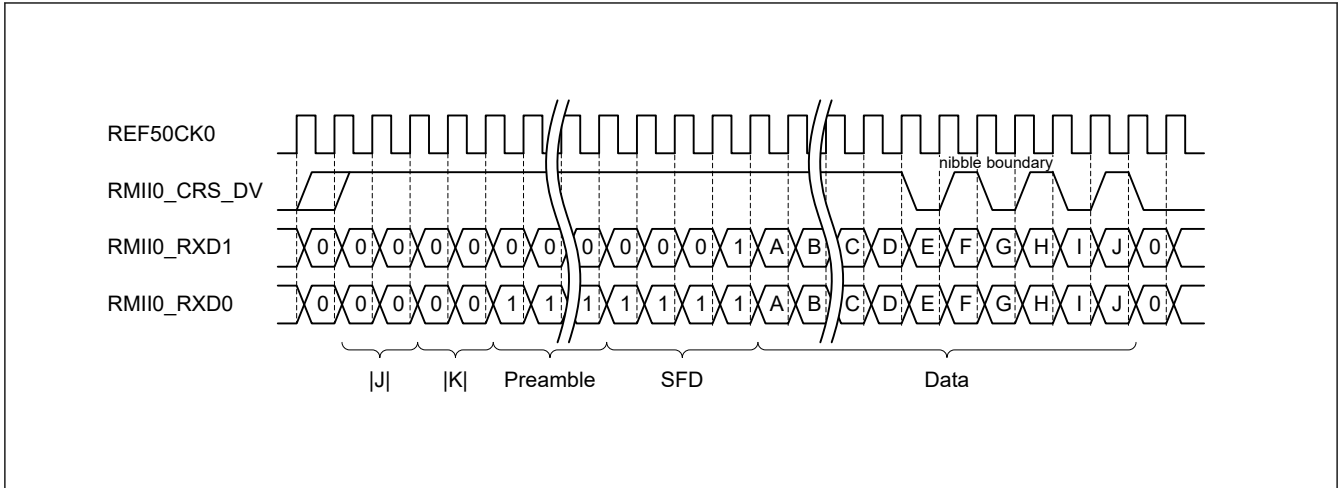 REF50CK0
nibble boundary
RMII0_CRS_DV
RMII0_RXD1 0 0 0 0 0 0 0 0 0 0 0 1 A B C D E F G H I J 0
RMII0_RXD0 0 0 0 0 0 1 1 1 1 1 1 1 A B C D E F G H I J 0
|J| |K| Preamble SFD Data